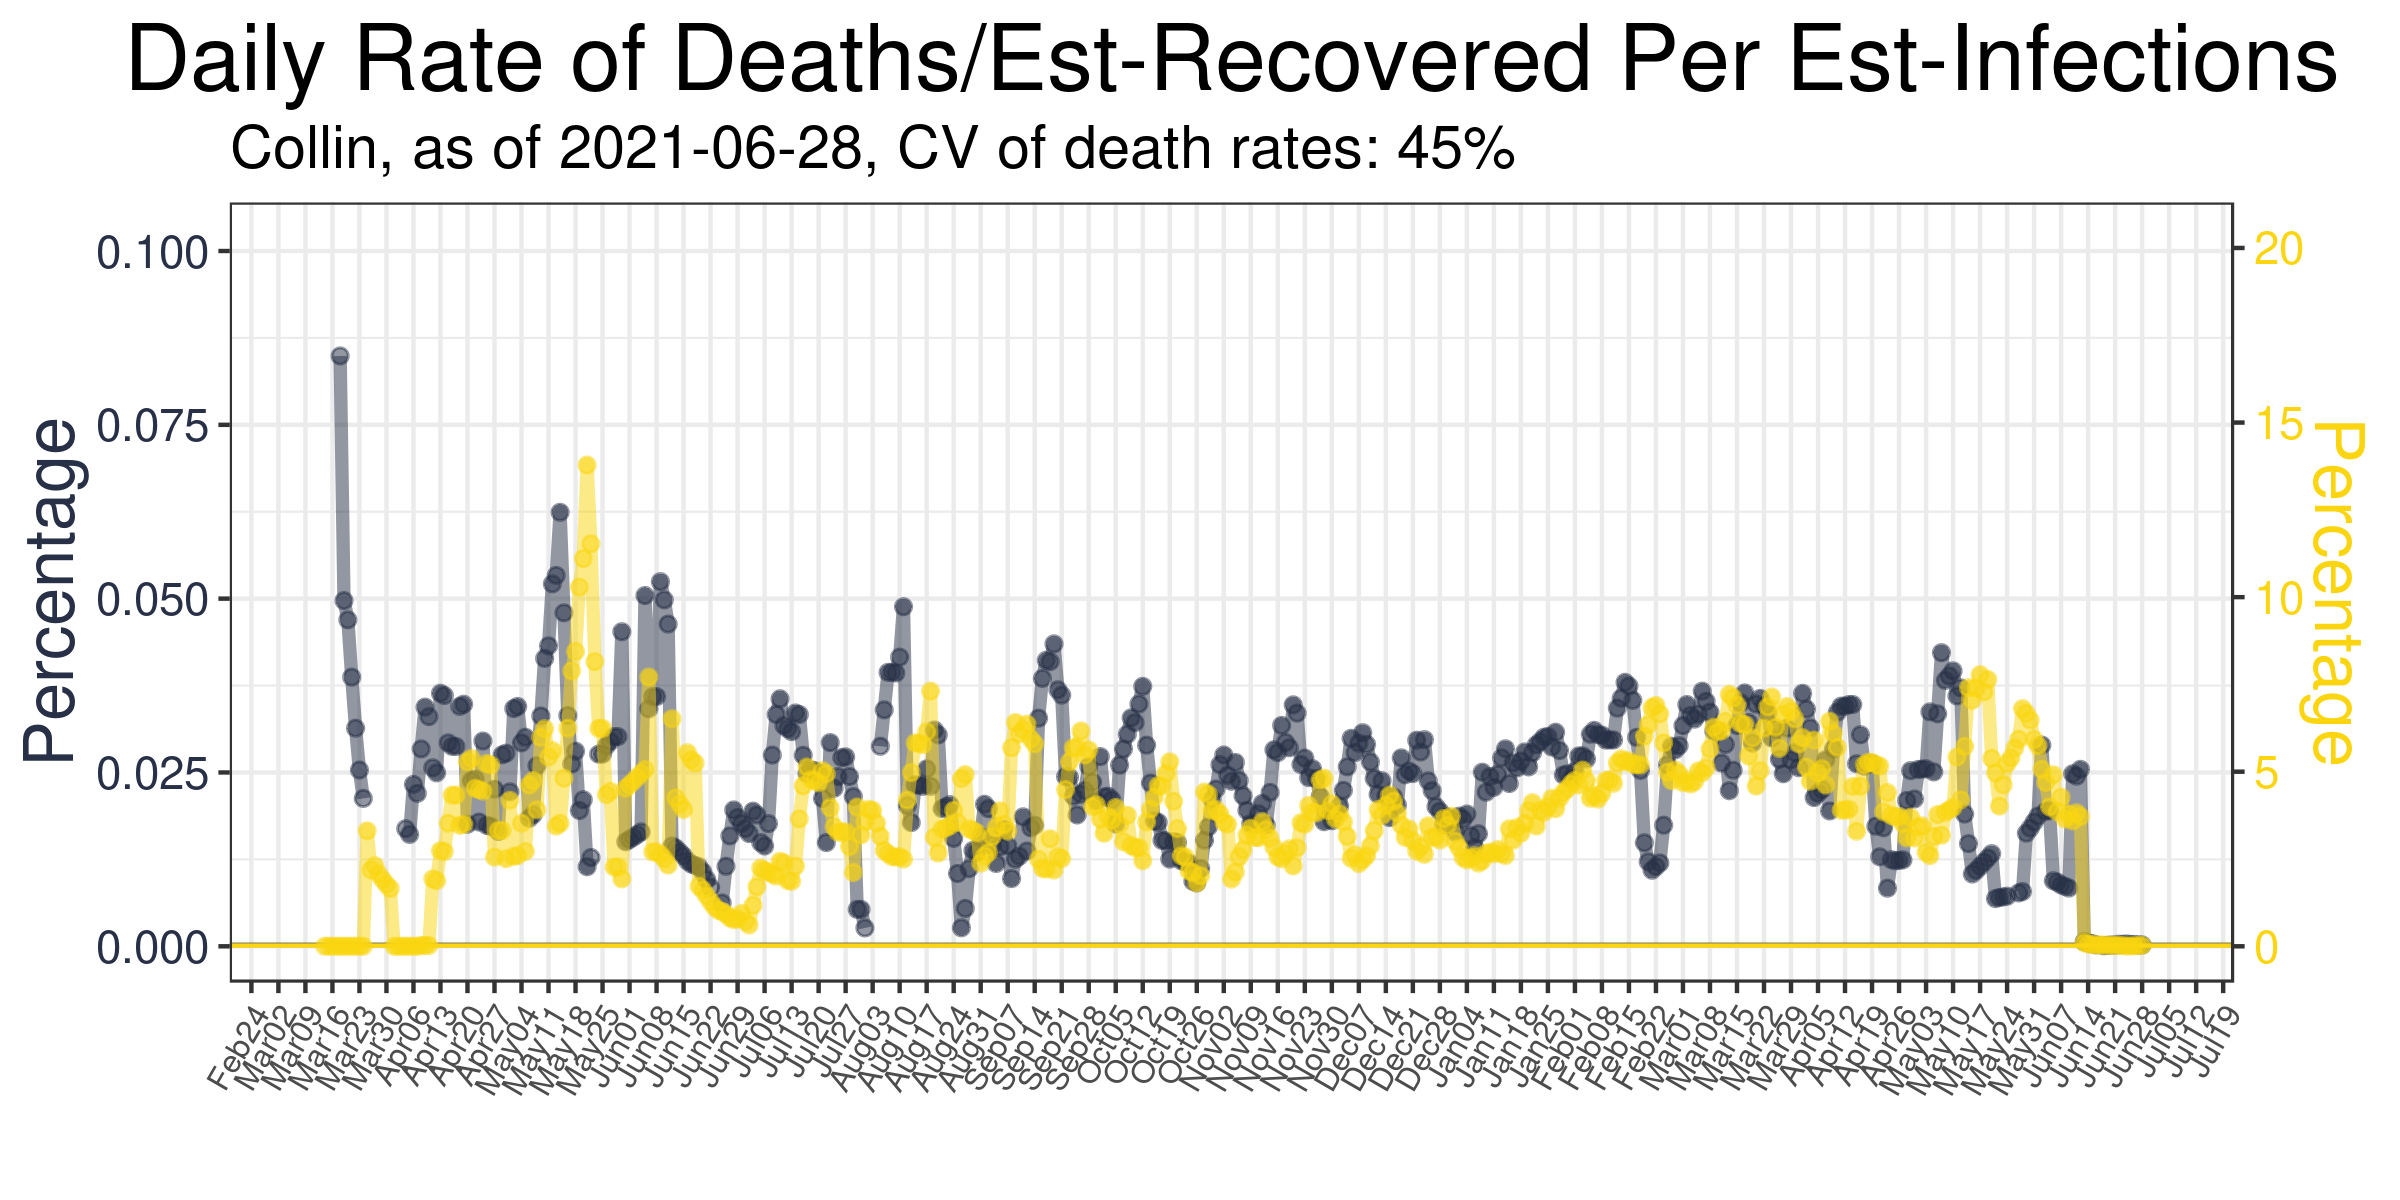 Daily Rate of Deaths/Est-Recovered Per Est-Infections
Collin, as of 2021-06-28, CV of death rates: 45%
Percentage
0.100
0.075
0.050
0.025
0.000
20
15
10
5
0
Percentage
Feb24
Mar02
Mar09
Mar16
Mar23
Mar30
Apr06
Apr13
Apr20
Apr27
May04
May11
May18
May25
Jun01
Jun08
Jun15
Jun22
Jun29
Jul06
Jul13
Jul20
Jul27
Aug03
Aug10
Aug17
Aug24
Aug31
Sep07
Sep14
Sep21
Sep28
Oct05
Oct12
Oct19
Oct26
Nov02
Nov09
Nov16
Nov23
Nov30
Dec07
Dec14
Dec21
Dec28
Jan04
Jan11
Jan18
Jan25
Feb01
Feb08
Feb15
Feb22
Mar01
Mar08
Mar15
Mar22
Mar29
Apr05
Apr12
Apr19
Apr26
May03
May10
May17
May24
May31
Jun07
Jun14
Jun21
Jun28
Jul05
Jul12
Jul19